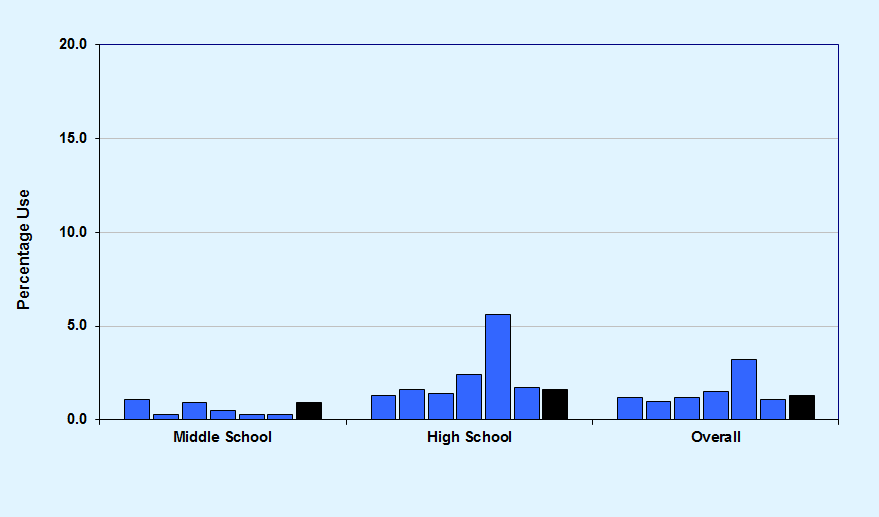 20.0
15.0
10.0
5.0
0.0
Percentage Use
Middle School
High School
Overall